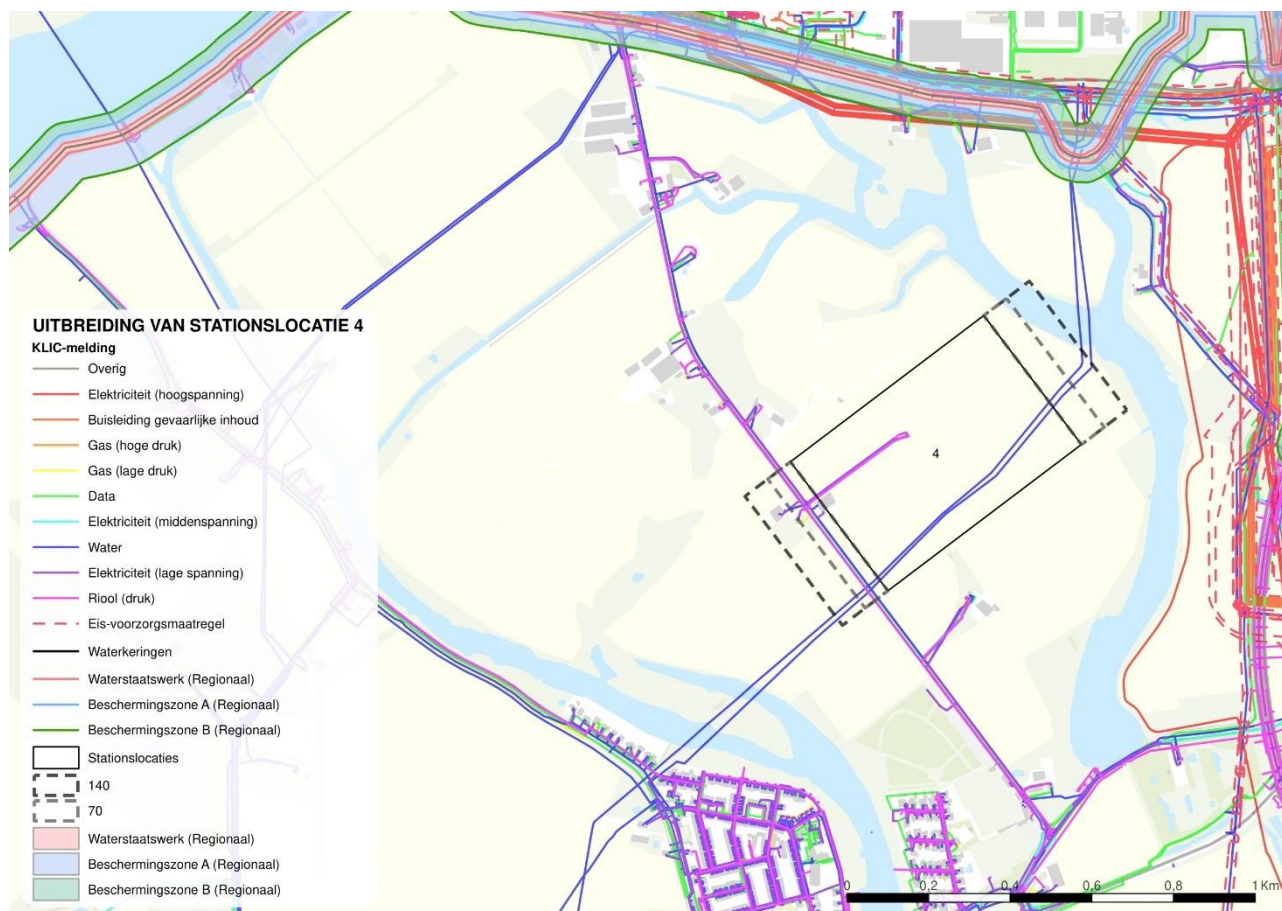 UITBREIDING VAN STATIONSLOCATIE 4
KLIC-melding
Overig
Elektriciteit (hoogspanning)
Buisleiding gevaarlijke inhoud
Gas (hoge druk)
Gas (lage druk)
Data
Elektriciteit (middenspanning)
Water
Elektriciteit (lage spanning)
Riool (druk)
Eis-voorzorgsmaatregel
Waterkeringen
Waterstaatswerk (Regionaal)
Beschermingszone A (Regionaal)
Beschermingszone B (Regionaal)
Stationslocaties
140
70
Waterstaatswerk (Regionaal)
Beschermingszone A (Regionaal)
Beschermingszone B (Regionaal)
4
0 0,2 0,4 0,6 0,8 1 Km